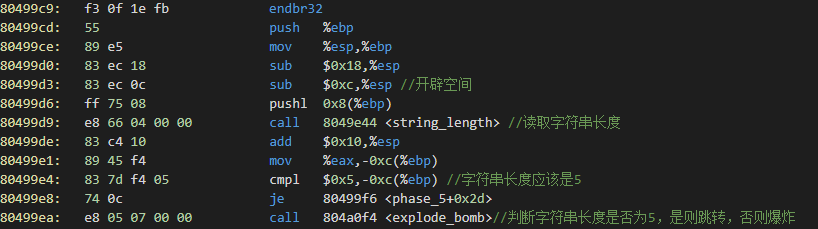 80499c9: f3 0f 1e fb endbr32
80499cd: 55 push %ebp
80499ce: 89 e5 mov %esp,%ebp
80499d0: 83 ec 18 sub $0x18,%esp
80499d3: 83 ec 0c sub $0xc,%esp //开辟空间
80499d6: ff 75 08 pushl 0x8(%ebp)
80499d9: e8 66 04 00 00 call 8049e44 <string_length> //读取字符串长度
80499de: 83 c4 10 add $0x10,%esp
80499e1: 89 45 f4 mov %eax,-0xc(%ebp)
80499e4: 83 7d f4 05 cmpl $0x5,-0xc(%ebp) //字符串长度应该是5
80499e8: 74 0c je 80499f6 <phase_5+0x2d>
80499ea: e8 05 07 00 00 call 804a0f4 <explode_bomb>//判断字符串长度是否为5，是则跳转，否则爆炸